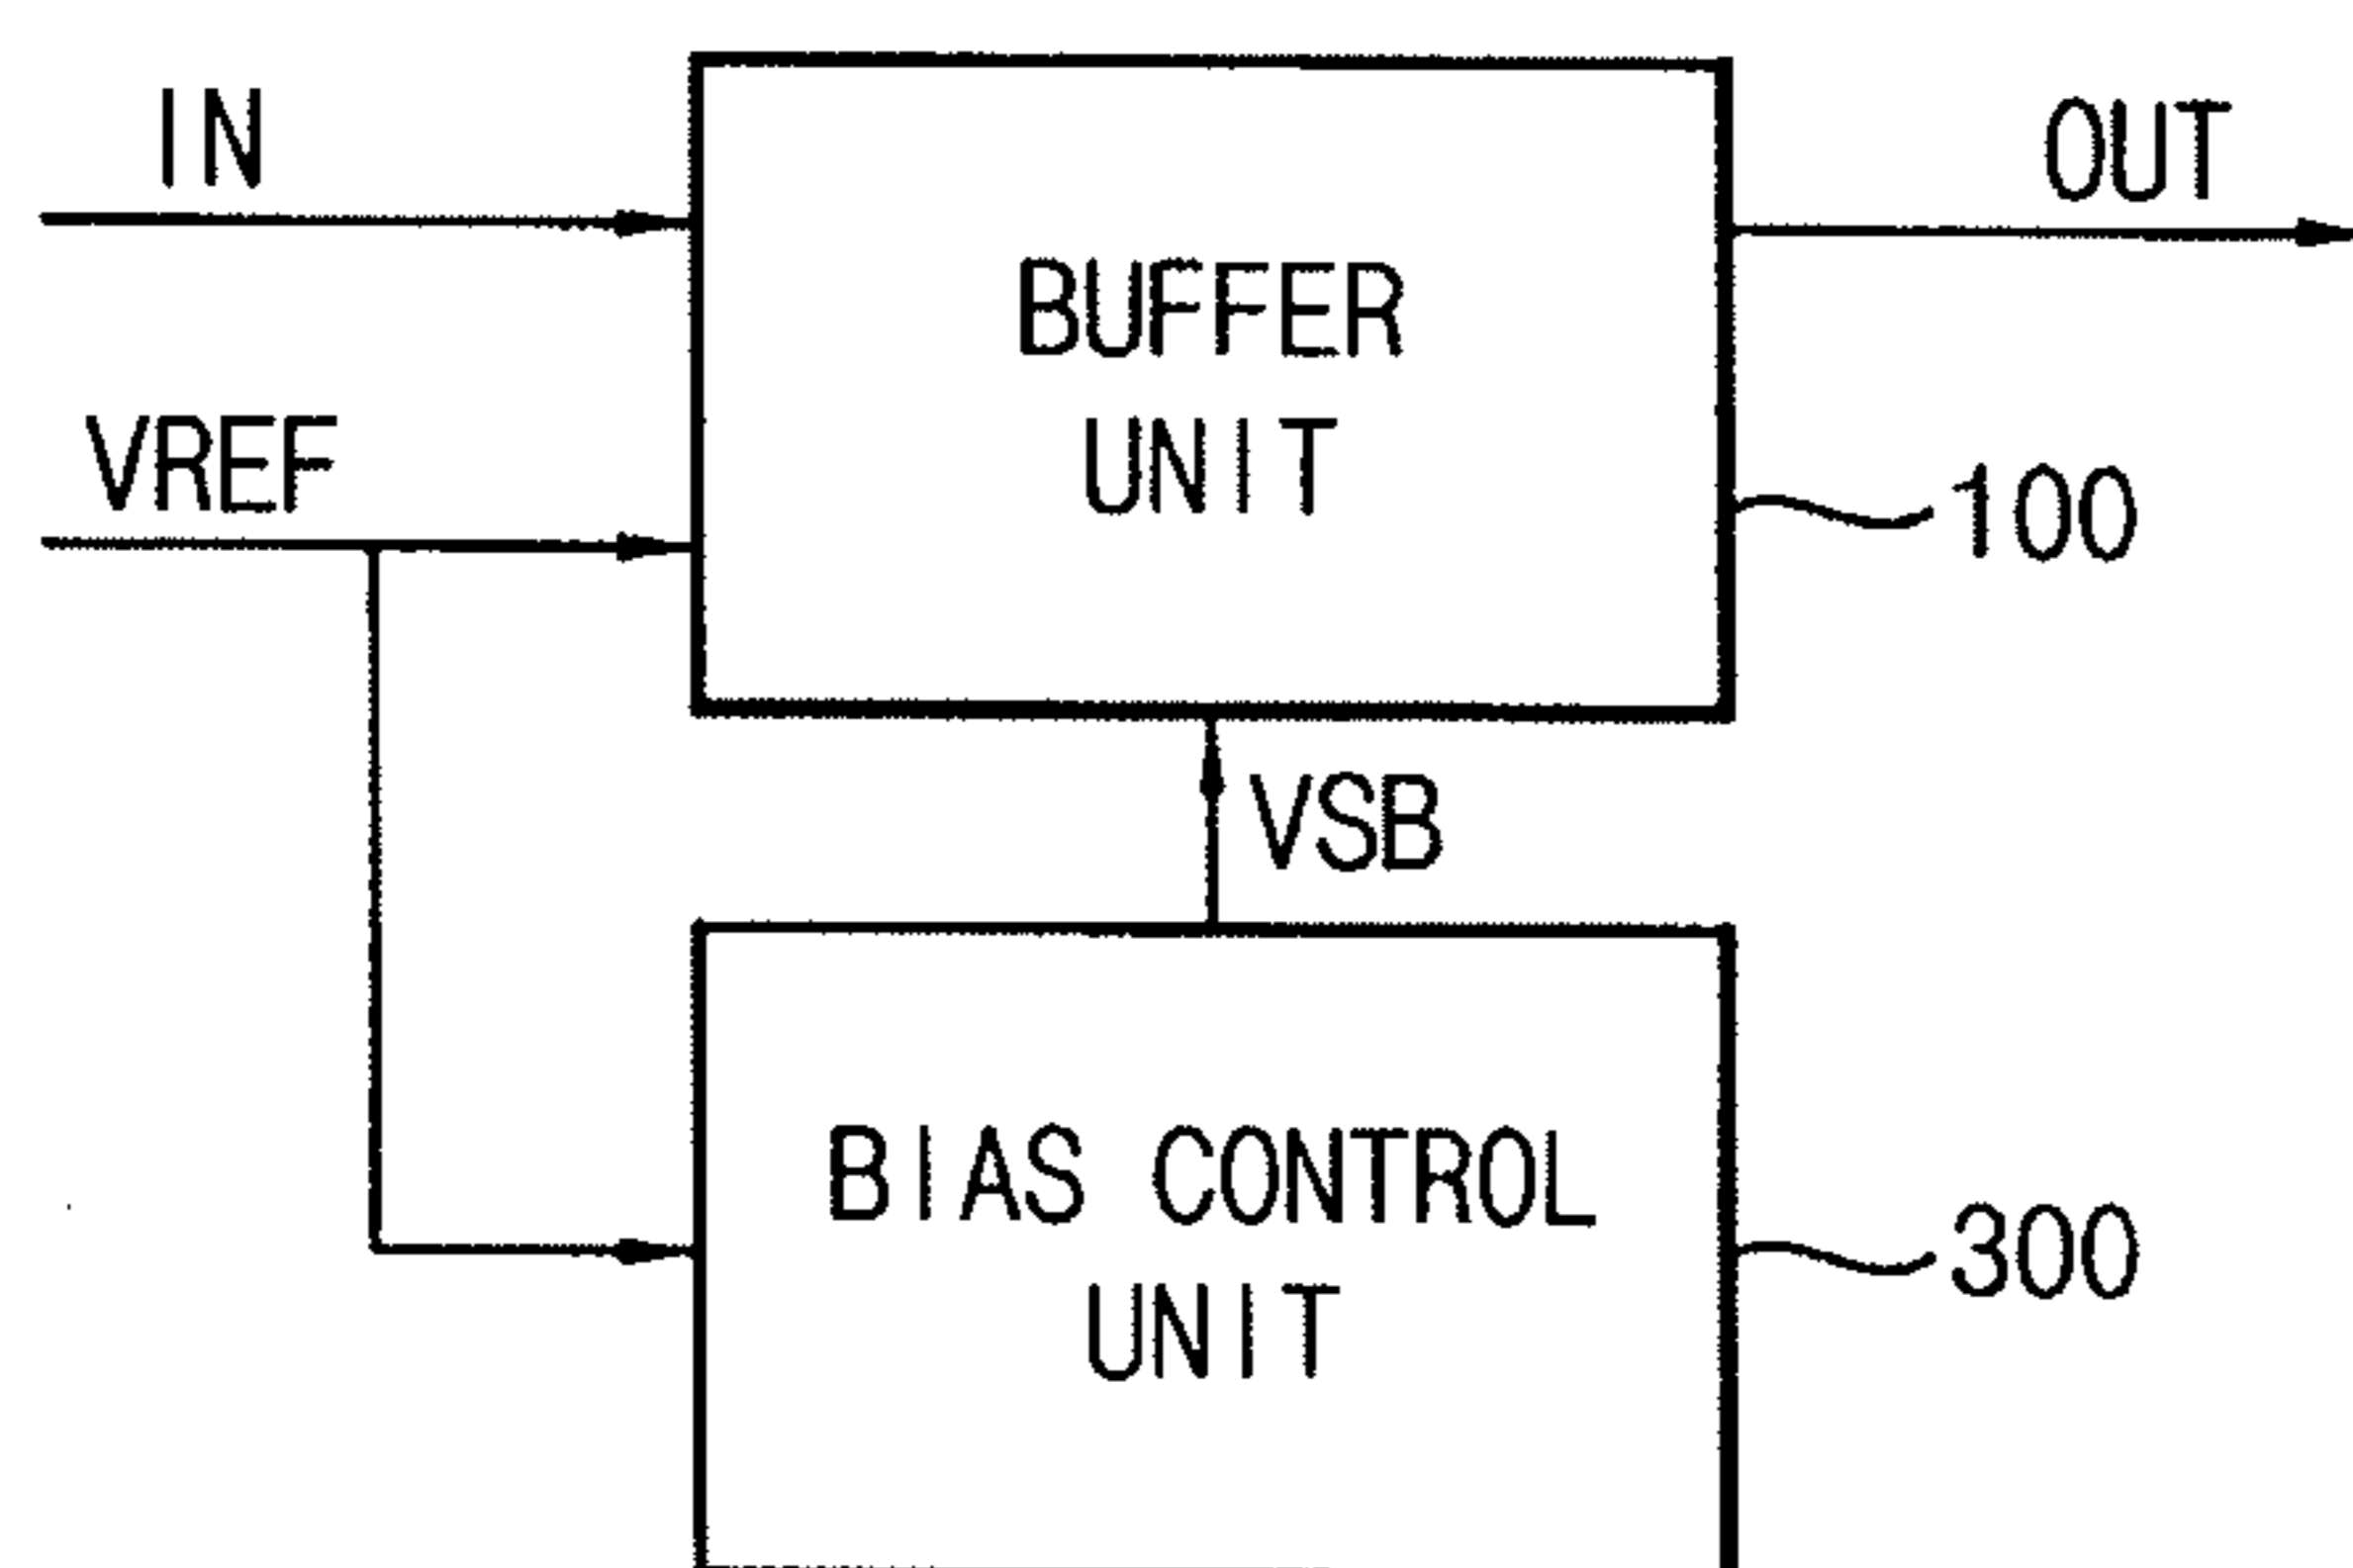 IN
OUT
BUFFER
UNIT
VREF
100
VSB
BIAS CONTROL
UNIT
300